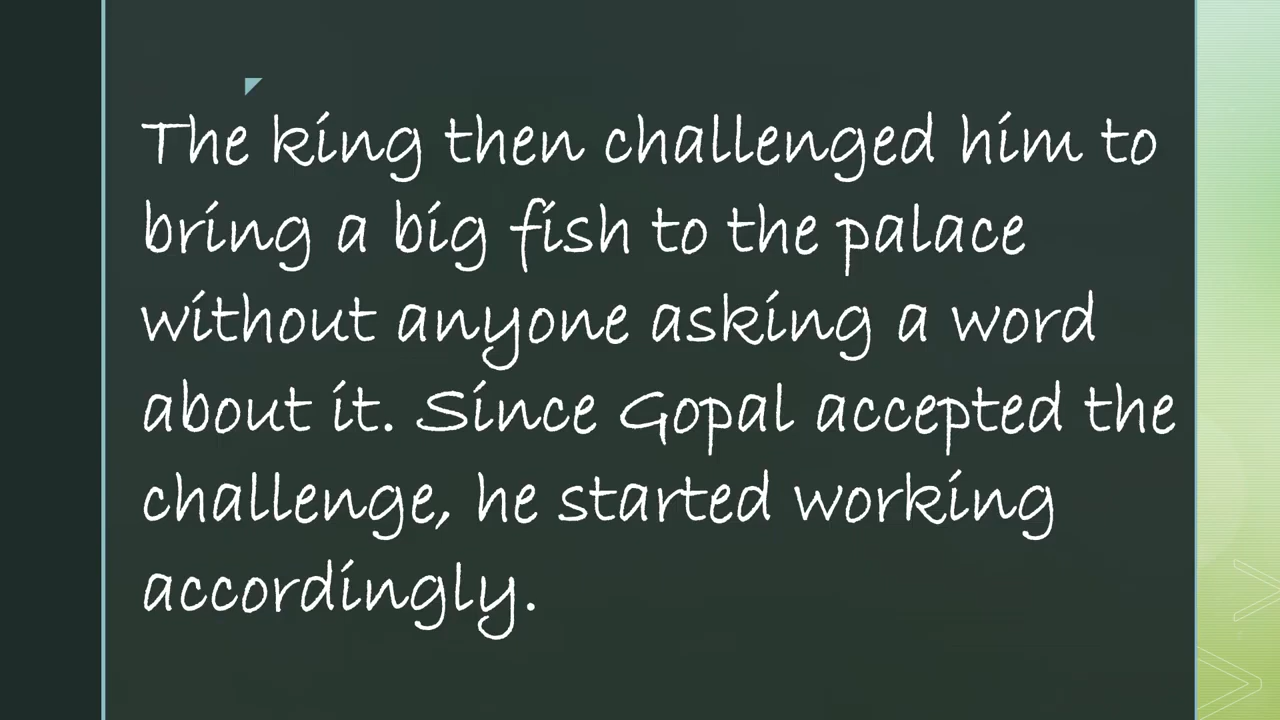 The king then challenged him to
bring a big fish to the palace
without anyone asking a word
about it. Since Gopal accepted the
challenge, he started working
accordingly.